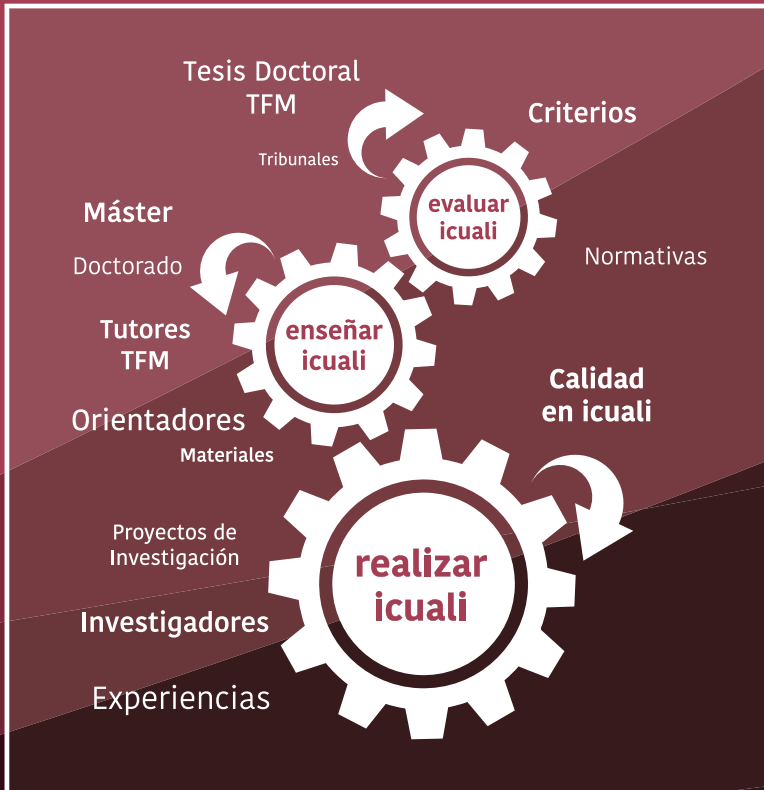 Tesis Doctoral
TFM
Criterios
Tribunales
evaluar
icuali
Máster
Normativas
Doctorado
Tutores
TFM
enseñar
icuali
Calidad
en icuali
Orientadores
Materiales
Proyectos de
Investigación
realizar
icuali
Investigadores
Experiencias